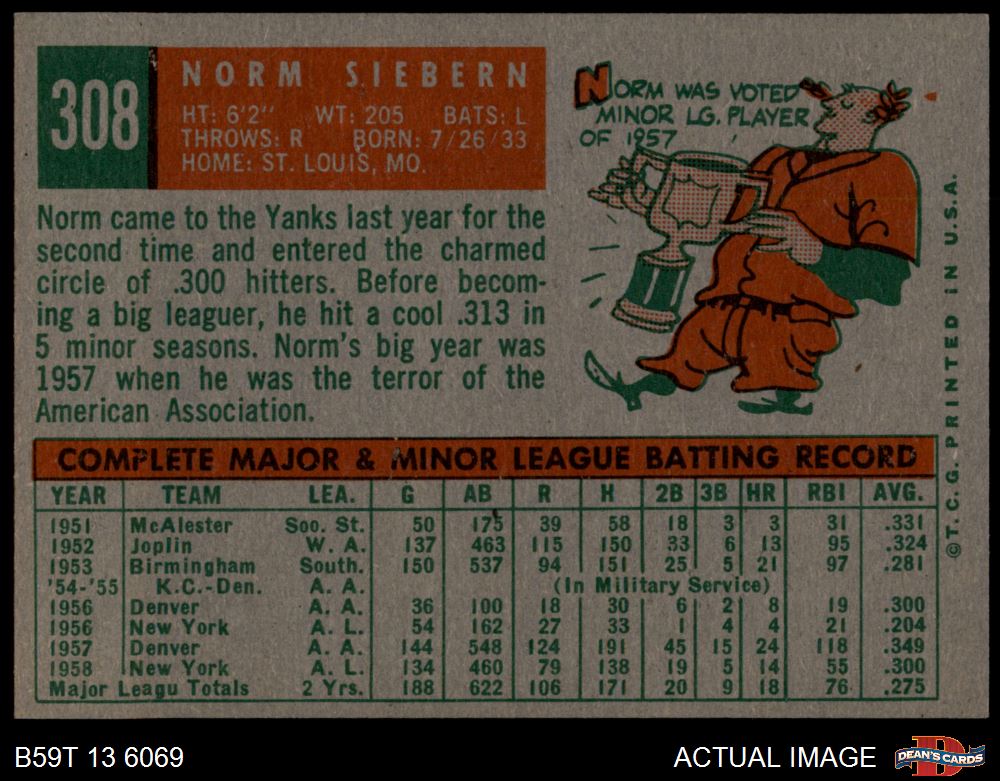 308
NORM SIEBERN
HT: 6'2" WT: 205 BATS: L
THROWS: R BORN: 7/26/33
HOME: ST. LOUIS, MO.
NORM WAS VOTED
MINOR LG. PLAYER
OF 1957
Norm came to the Yanks last year for the
second time and entered the charmed
circle of .300 hitters. Before becom-
ing a big leaguer, he hit a cool .313 in
5 minor seasons. Norm's big year was
1957 when he was the terror of the
American Association.
COMPLETE MAJOR & MINOR LEAGUE BATTING RECORD
YEAR TEAM LEA. G AB R H 2B 3B HR RBI AVG.
1951 McAlester Soo. St. 50 175 39 58 18 3 3 31 .331
1952 Joplin W. A. 137 463 115 150 33 6 13 95 .324
1953 Birmingham South. 150 537 94 151 25 5 21 97 .281
'54-'55 K.C.-Den. A. A. (In Military Service)
1956 Denver A. A. 36 100 18 30 6 2 8 19 .300
1956 New York A. L. 54 162 27 33 1 4 4 21 .204
1957 Denver A. A. 144 548 124 191 45 15 24 118 .349
1958 New York A. L. 134 460 79 138 19 5 14 55 .300
Major Leagu Totals 2 Yrs. 188 622 106 171 20 9 18 76 .275
©T.C.G. PRINTED IN U.S.A.
B59T 13 6069
ACTUAL IMAGE
D
DEAN'S CARDS